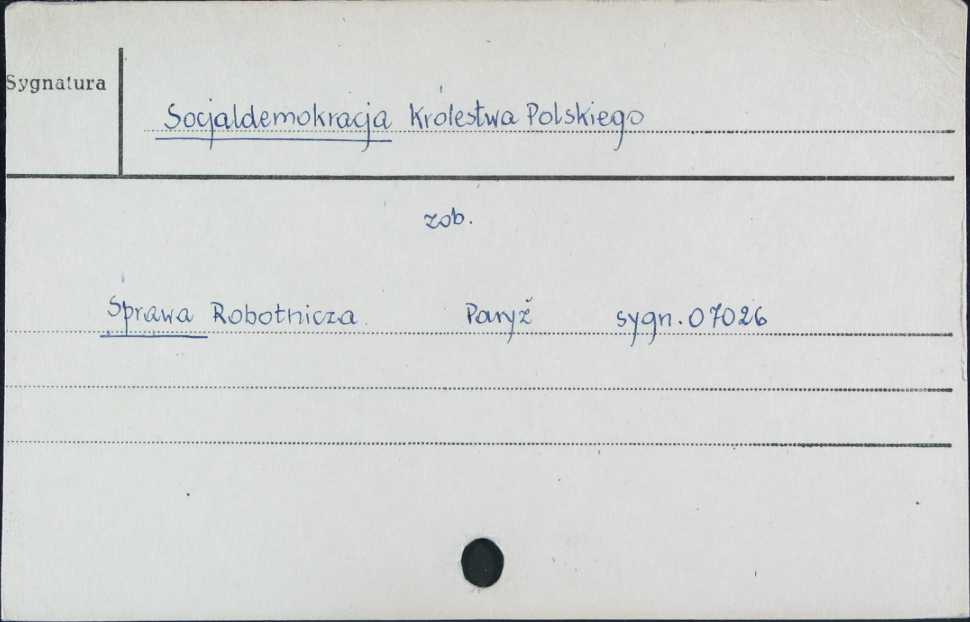 Sygnatura
Socjaldemokracja Królestwa Polskiego
zob.
Sprawa Robotnicza Paryż sygn. 07026